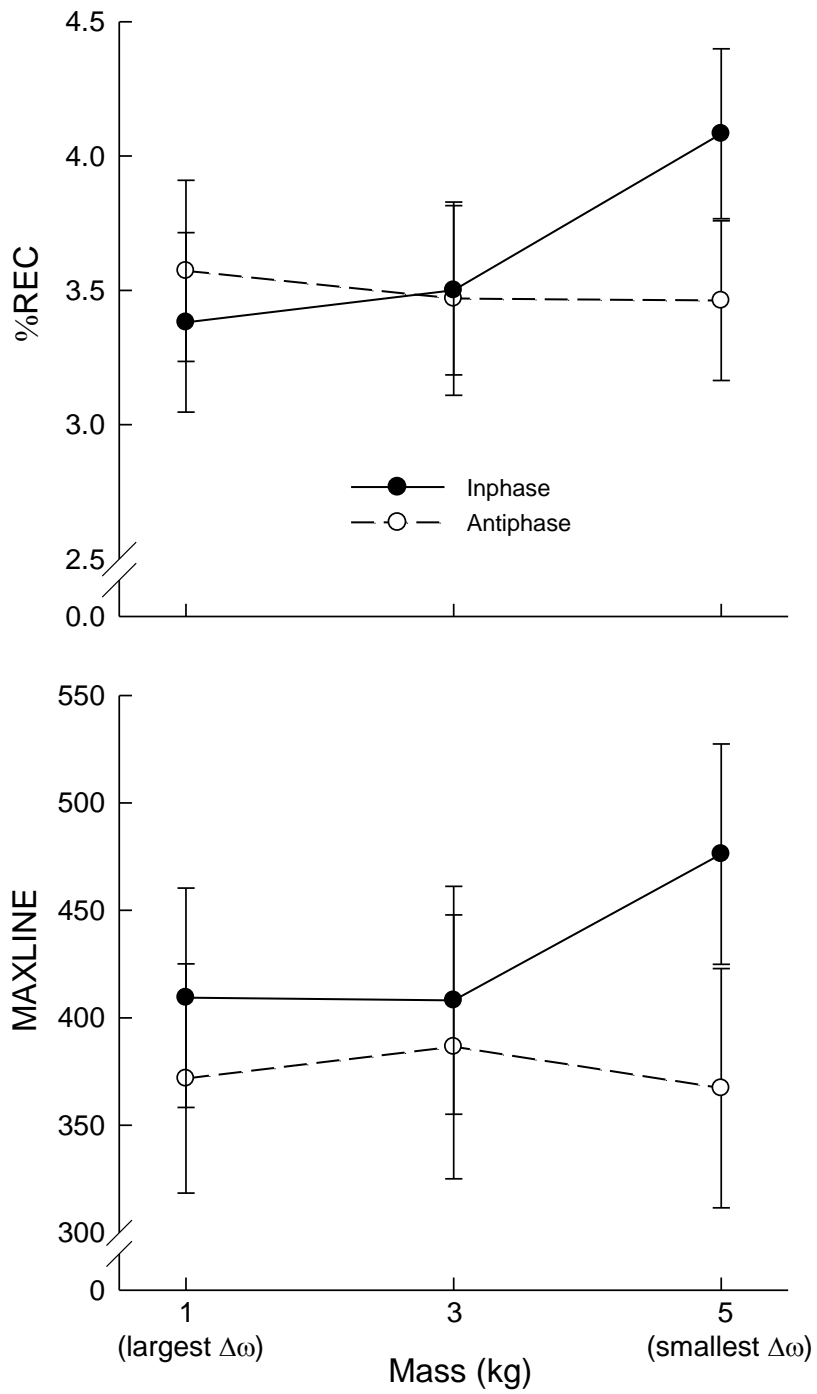 4.5
4.0
3.5
3.0
2.5
0.0
%REC
Inphase
Antiphase
550
500
450
400
350
300
0
MAXLINE
1 3 5
(largest Δω) (smallest Δω)
Mass (kg)